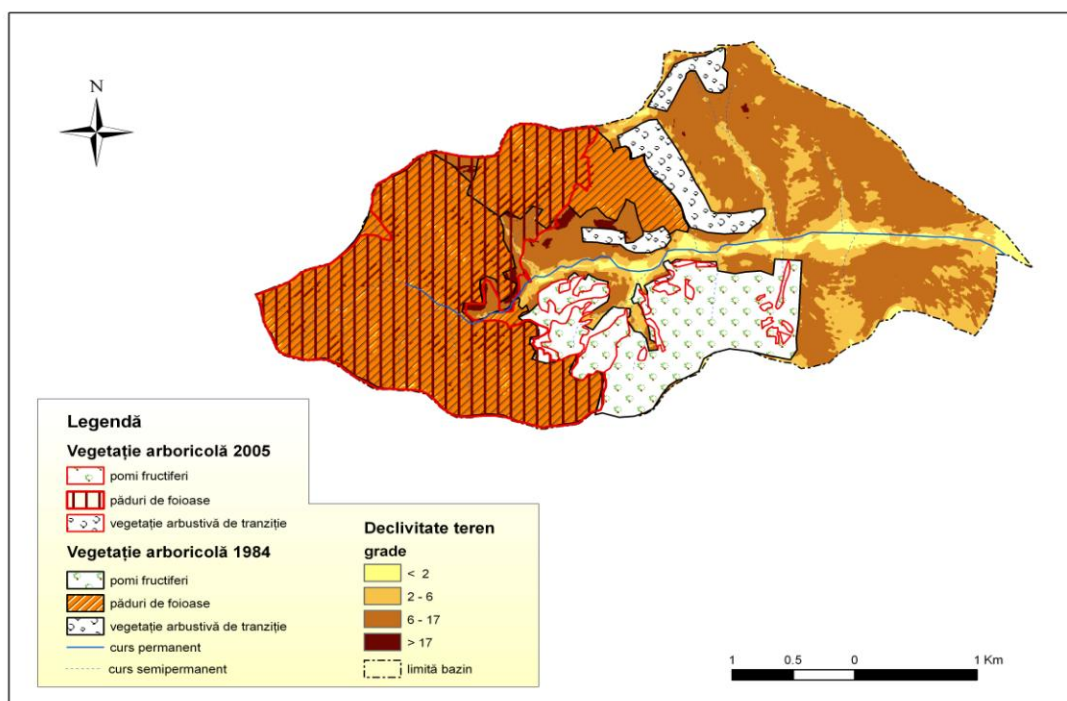 N
Legendă
Vegetație arboricolă 2005
pomi fructiferi
păduri de foioase
vegetație arbustivă de tranziție
Vegetație arboricolă 1984
pomi fructiferi
păduri de foioase
vegetație arbustivă de tranziție
curs permanent
curs semipermanent
Declivitate teren
grade
< 2
2 - 6
6 - 17
> 17
limită bazin
1 0.5 0 1 Km